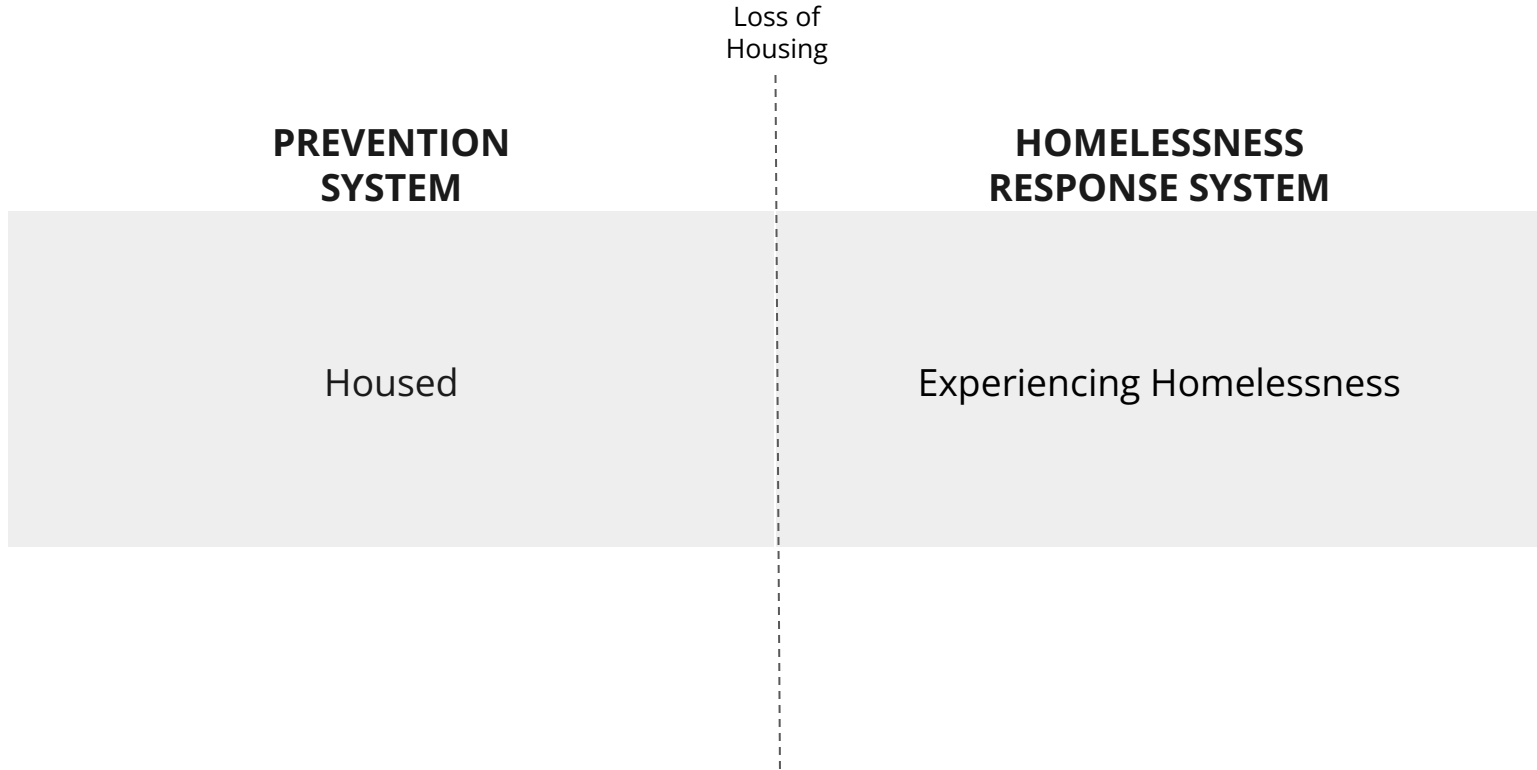 Loss of
Housing
PREVENTION
SYSTEM
HOMELESSNESS
RESPONSE SYSTEM
Housed
Experiencing Homelessness